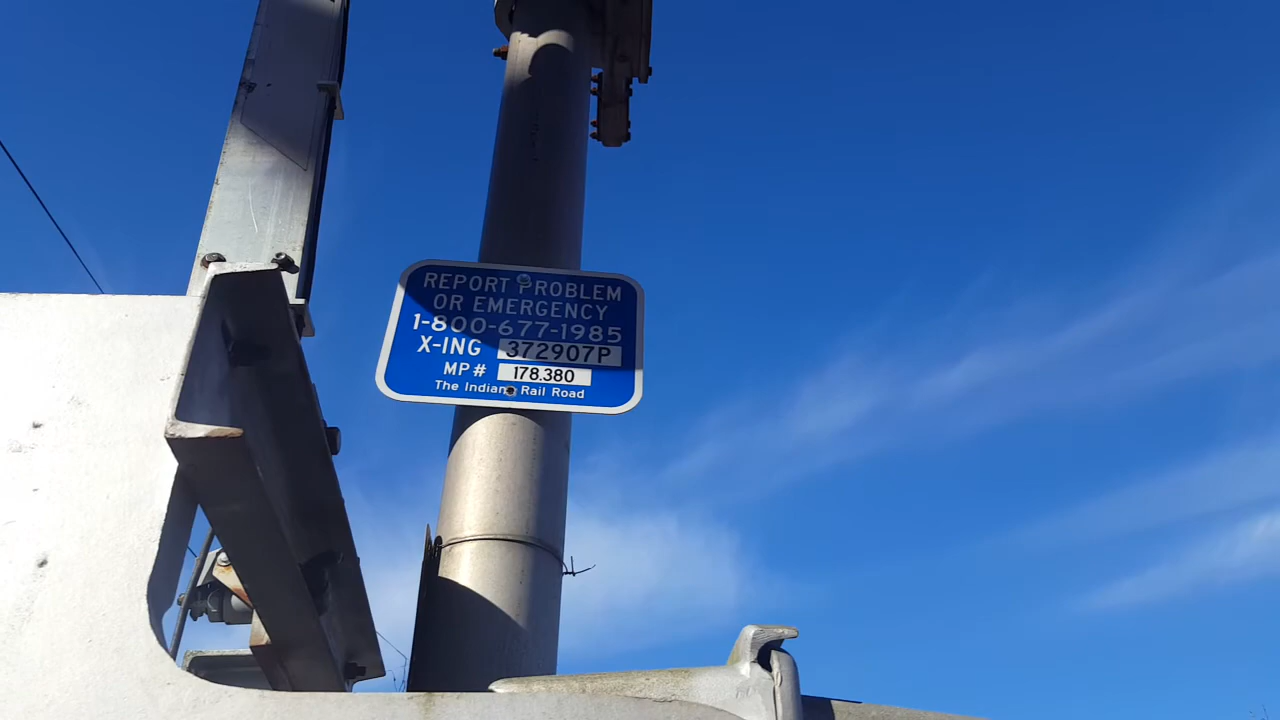 REPORT PROBLEM
OR EMERGENCY
1-800-677-1985
X-ING 372907P
MP# 178.380
The Indiana Rail Road